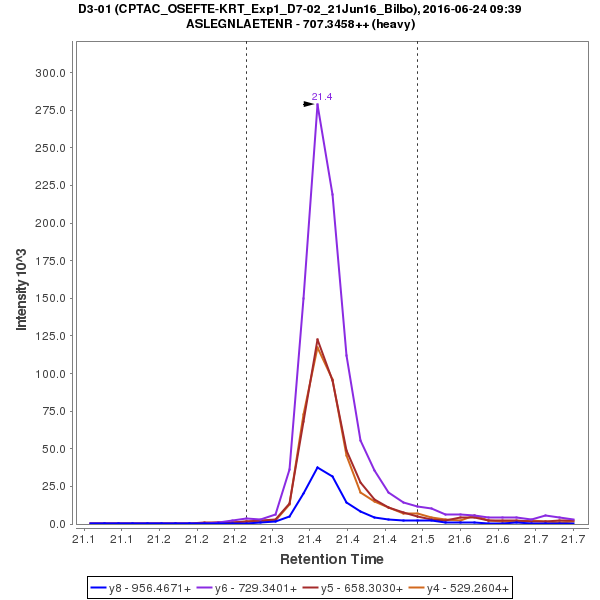 D3-01 (CPTAC_OSEFTE-KRT_Exp1_D7-02_21Jun16_Bilbo), 2016-06-24 09:39
ASLEGNLAETENR - 707.3458++ (heavy)
21.4
300.0
275.0
250.0
225.0
200.0
175.0
150.0
125.0
100.0
75.0
50.0
25.0
0.0
Intensity 10^3
21.1 21.1 21.2 21.2 21.2 21.3 21.4 21.4 21.4 21.5 21.6 21.6 21.7 21.7
Retention Time
y8 - 956.4671+ y6 - 729.3401+ y5 - 658.3030+ y4 - 529.2604+